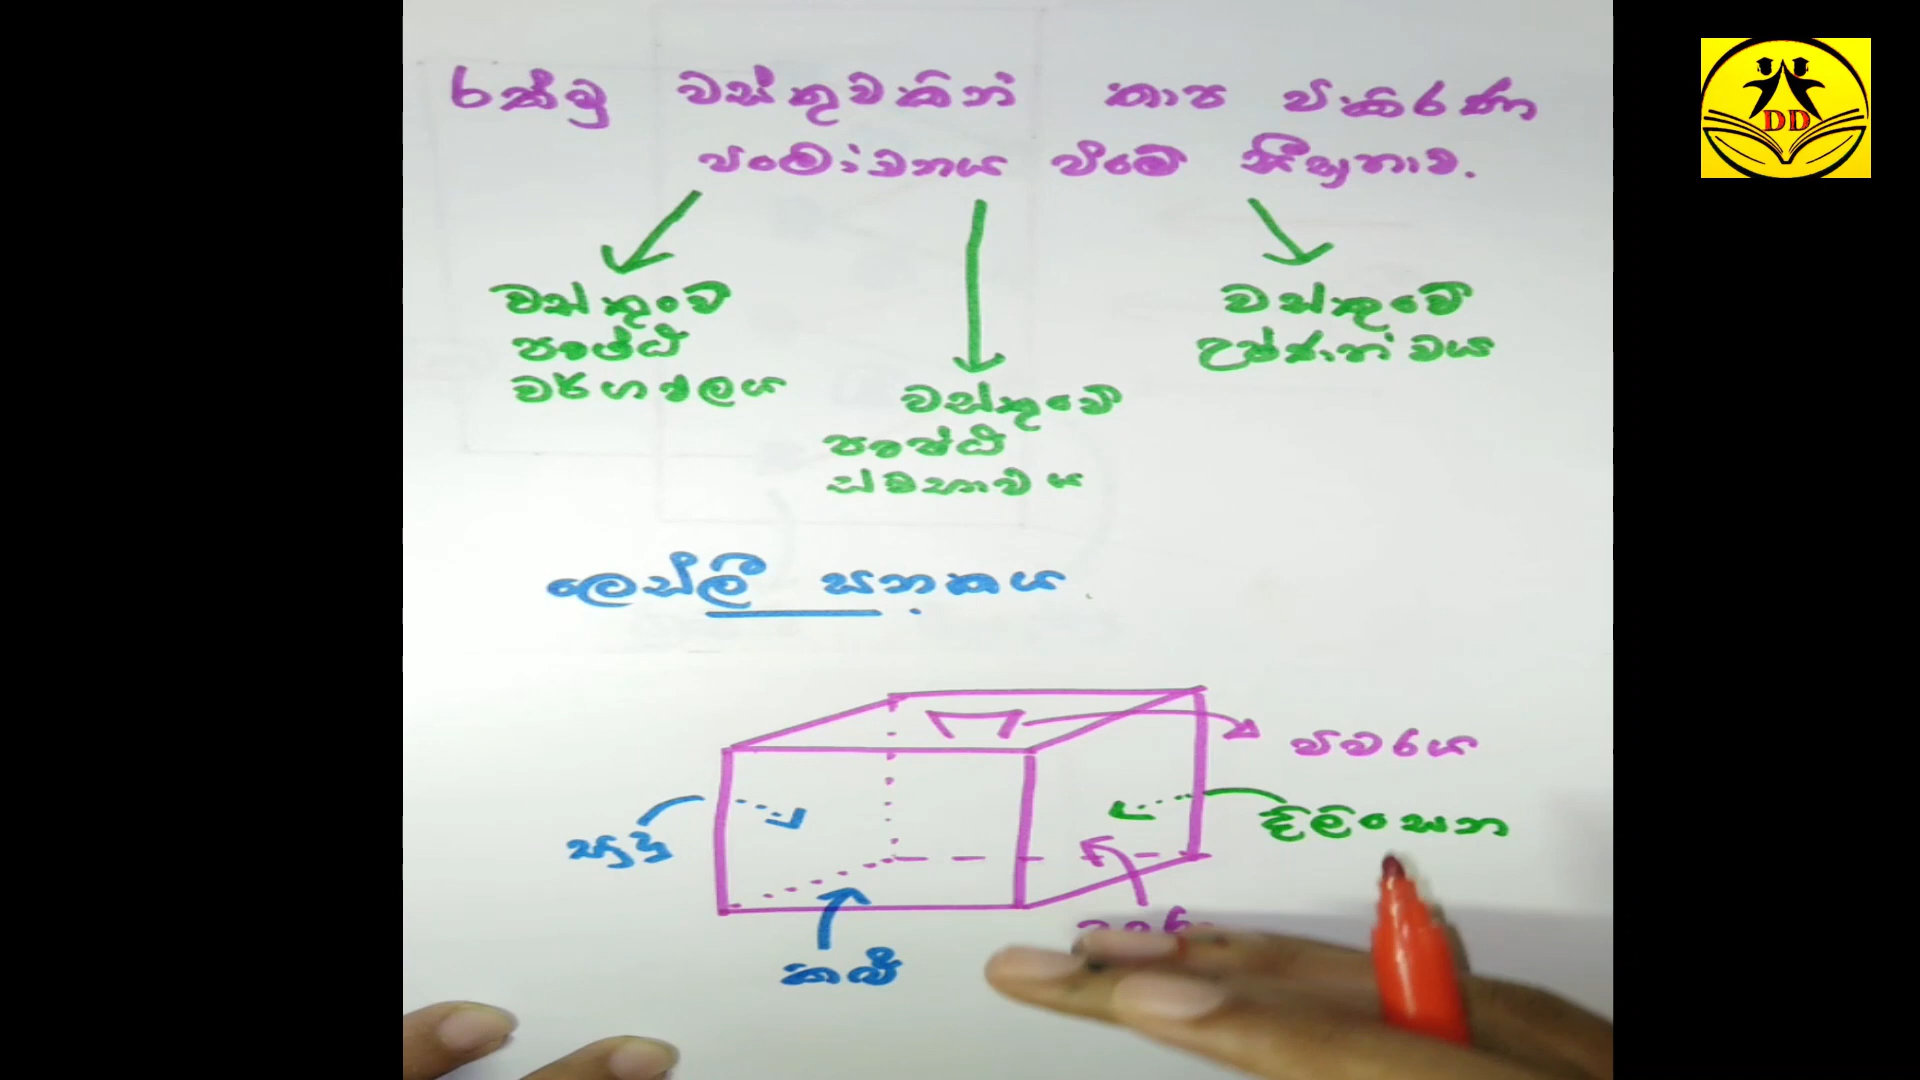 රත්වූ වස්තුවකින් තාප විකිරණ
විමෝචනය වීමේ සීඝ්‍රතාව.
වස්තුවේ
පෘෂ්ඨ
වර්ගඵලය
වස්තුවේ
උෂ්ණත්වය
වස්තුවේ
පෘෂ්ඨ
ස්වභාවය
ලෙස්ලි ඝනකය
විවරය
දිලිසෙන
සුදු
කළු
DD